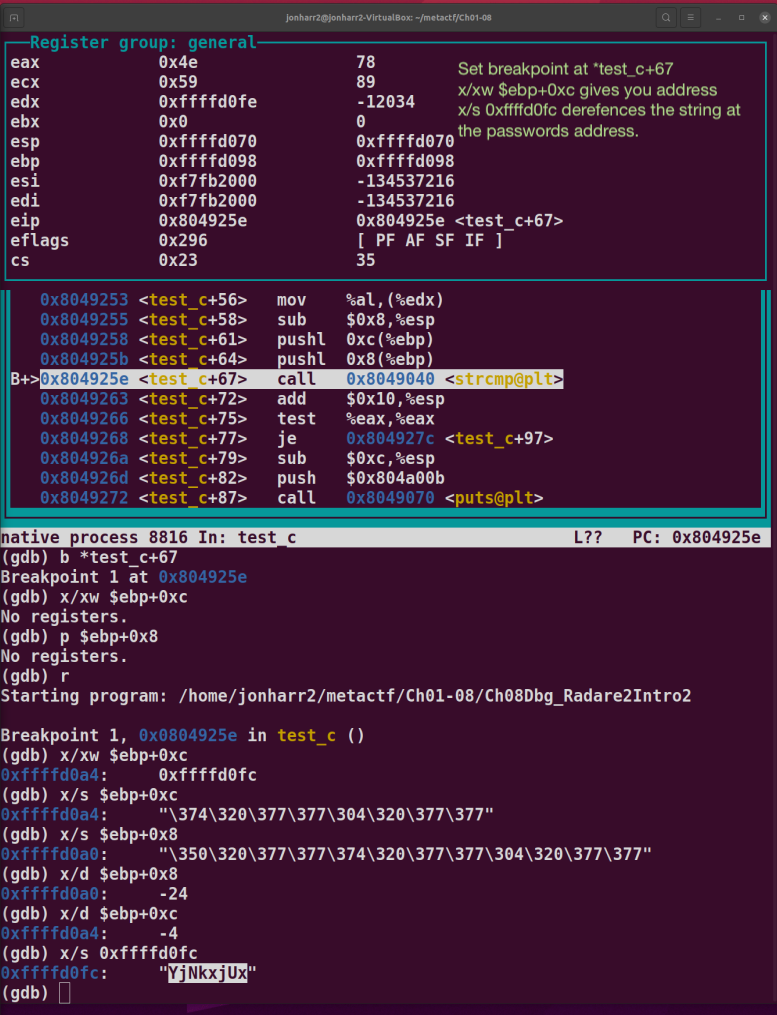 jonharr2@jonharr2-VirtualBox: ~/metactf/Ch01-08
Register group: general
eax 0x4e 78
ecx 0x59 89
edx 0xffffd0fe -12034
ebx 0x0 0
esp 0xffffd070 0xffffd070
ebp 0xffffd098 0xffffd098
esi 0xf7fb2000 -134537216
edi 0xf7fb2000 -134537216
eip 0x804925e 0x804925e <test_c+67>
eflags 0x296 [ PF AF SF IF ]
cs 0x23 35
Set breakpoint at *test_c+67
x/xw $ebp+0xc gives you address
x/s 0xffffd0fc derefences the string at
the passwords address.
0x8049253 <test_c+56> mov %al,(%edx)
0x8049255 <test_c+58> sub $0x8,%esp
0x8049258 <test_c+61> pushl 0xc(%ebp)
0x804925b <test_c+64> pushl 0x8(%ebp)
B+>0x804925e <test_c+67> call 0x8049040 <strcmp@plt>
0x8049263 <test_c+72> add $0x10,%esp
0x8049266 <test_c+75> test %eax,%eax
0x8049268 <test_c+77> je 0x804927c <test_c+97>
0x804926a <test_c+79> sub $0xc,%esp
0x804926d <test_c+82> push $0x804a00b
0x8049272 <test_c+87> call 0x8049070 <puts@plt>
native process 8816 In: test_c L?? PC: 0x804925e
(gdb) b *test_c+67
Breakpoint 1 at 0x804925e
(gdb) x/xw $ebp+0xc
No registers.
(gdb) p $ebp+0x8
No registers.
(gdb) r
Starting program: /home/jonharr2/metactf/Ch01-08/Ch08Dbg_Radare2Intro2
Breakpoint 1, 0x0804925e in test_c ()
(gdb) x/xw $ebp+0xc
0xffffd0a4: 0xffffd0fc
(gdb) x/s $ebp+0xc
0xffffd0a4: "\374\320\377\377\304\320\377\377"
(gdb) x/s $ebp+0x8
0xffffd0a0: "\350\320\377\377\374\320\377\377\304\320\377\377"
(gdb) x/d $ebp+0x8
0xffffd0a0: -24
(gdb) x/d $ebp+0xc
0xffffd0a4: -4
(gdb) x/s 0xffffd0fc
0xffffd0fc: "YjNkxjUx"
(gdb)